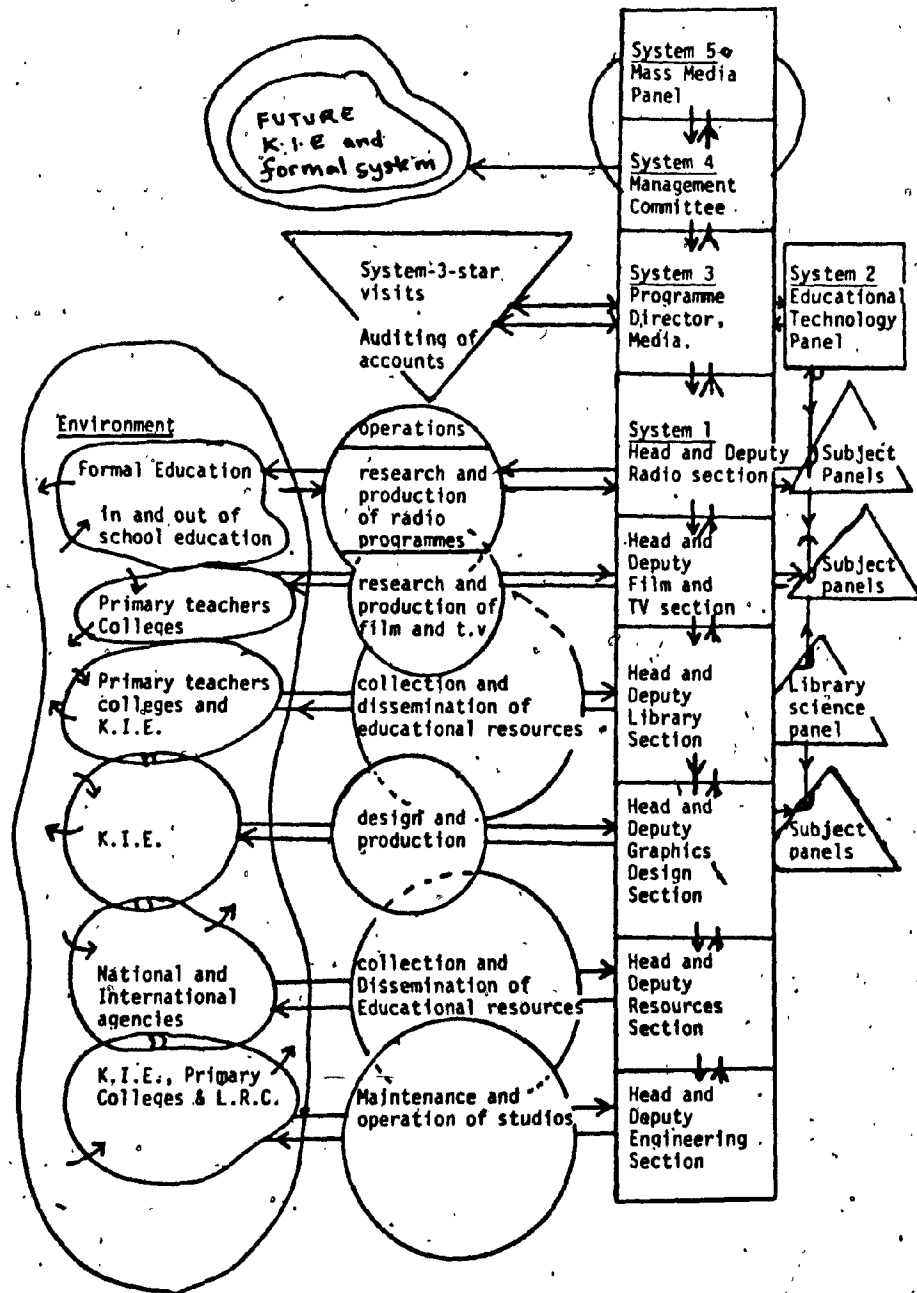 System 5
Mass Media
Panel
FUTURE
K.I.E and
formal system
System 4
Management
Committee
System-3-star
visits
Auditing of
accounts
System 3
Programme
Director,
Media.
System 2
Educational
Technology
Panel
Environment
Formal Education
in and out of
school education
operations
research and
production
of radio
programmes
System 1
Head and Deputy
Radio section
Subject
Panels
Primary teachers
Colleges
research and
production of
film and t.v
Head and
Deputy
Film and
TV section
Subject
panels
Primary teachers
colleges and
K.I.E.
collection and
dissemination of
educational resources
Head and
Deputy
Library
Section
Library
science
panel
K.I.E.
design and
production
Head and
Deputy
Graphics
Design
Section
Subject
panels
National and
International
agencies
collection and
Dissemination of
Educational resources
Head and
Deputy
Resources
Section
K.I.E., Primary
Colleges & L.R.C.
Maintenance and
operation of studios
Head and
Deputy
Engineering
Section